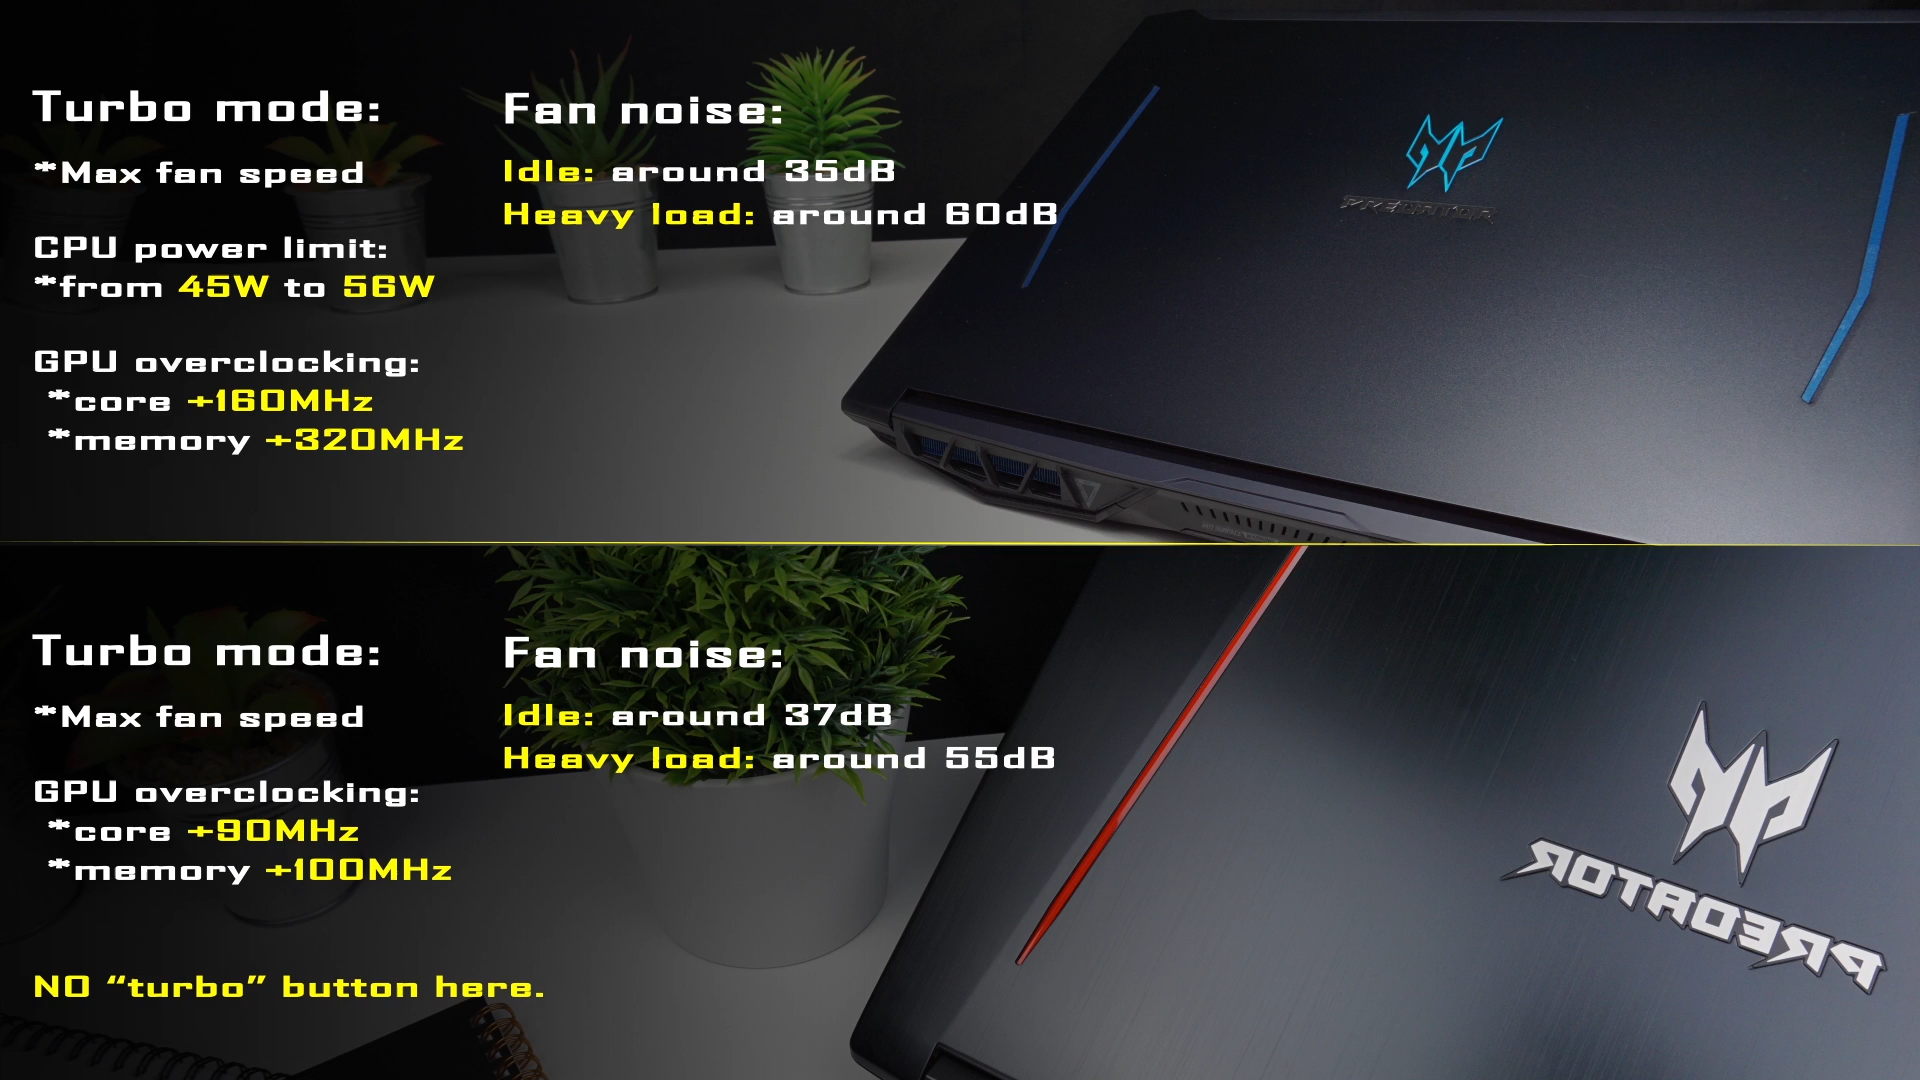 Turbo mode:
*Max fan speed
CPU power limit:
*from 45W to 56W
GPU overclocking:
*core +160MHz
*memory +320MHz
Fan noise:
Idle: around 35dB
Heavy load: around 60dB
PREDATOR
Turbo mode:
*Max fan speed
GPU overclocking:
*core +90MHz
*memory +100MHz
NO “turbo” button here.
Fan noise:
Idle: around 37dB
Heavy load: around 55dB
PREDATOR